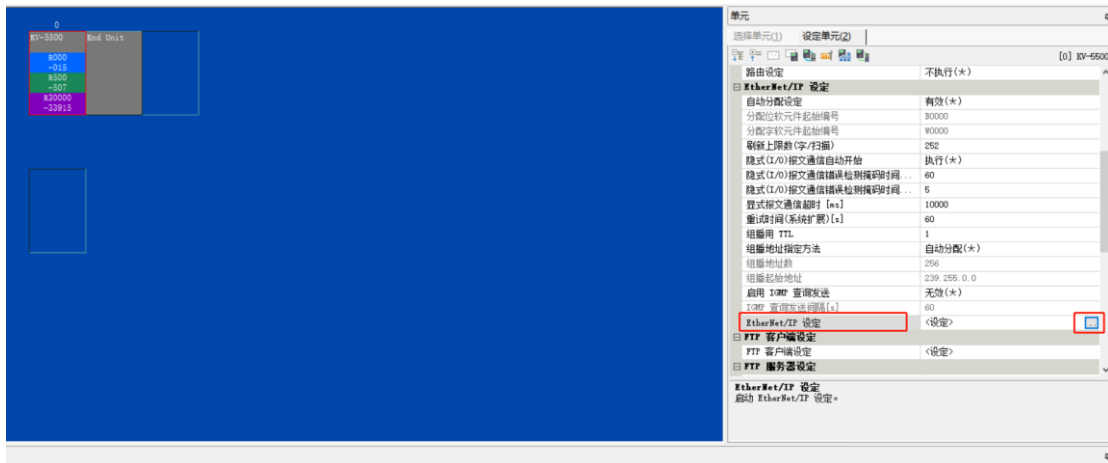 0
KV-5500 End Unit
R000
-015
R500
-507
R30000
-33915
单元
选择单元(1) 设定单元(2)
[0] KV-5500
路由设定 不执行(*)
EtherNet/IP 设定
自动分配设定 有效(*)
分配位软元件起始编号 B0000
分配字软元件起始编号 W0000
刷新上限数(字/扫描) 252
隐式(I/O)报文通信自动开始 执行(*)
隐式(I/O)报文通信错误检测掩码时间... 60
隐式(I/O)报文通信错误检测掩码时间... 5
显式报文通信超时 [ms] 10000
重试时间(系统扩展)[s] 60
组播用 TTL 1
组播地址指定方法 自动分配(*)
组播地址数 256
组播起始地址 239.255.0.0
启用 IGMP 查询发送 无效(*)
IGMP 查询发送间隔[s] 60
EtherNet/IP 设定 <设定> ...
FTP 客户端设定
FTP 客户端设定 <设定>
FTP 服务器设定
EtherNet/IP 设定
启动 EtherNet/IP 设定。